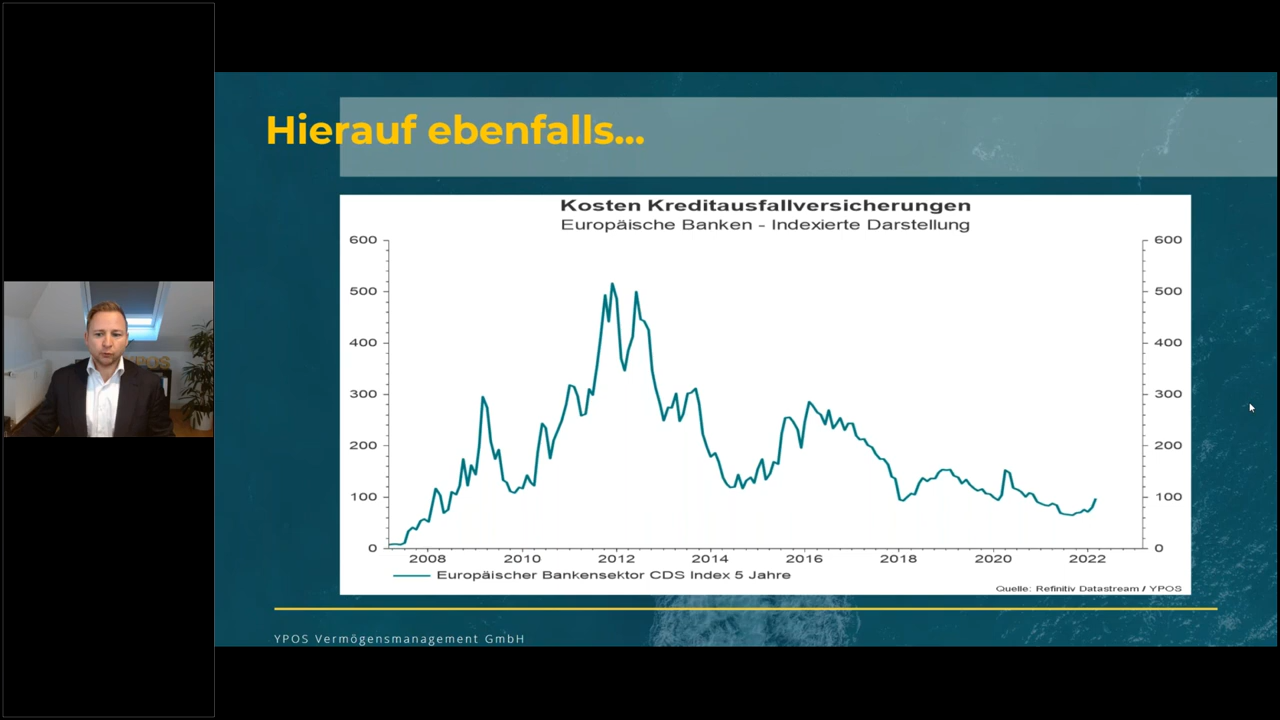 Hierauf ebenfalls...
Kosten Kreditausfallversicherungen
Europäische Banken - Indexierte Darstellung
600 600
500 500
400 400
300 300
200 200
100 100
0 0
2008 2010 2012 2014 2016 2018 2020 2022
Europäischer Bankensektor CDS Index 5 Jahre
Quelle: Refinitiv Datastream / YPOS
YPOS Vermögensmanagement GmbH